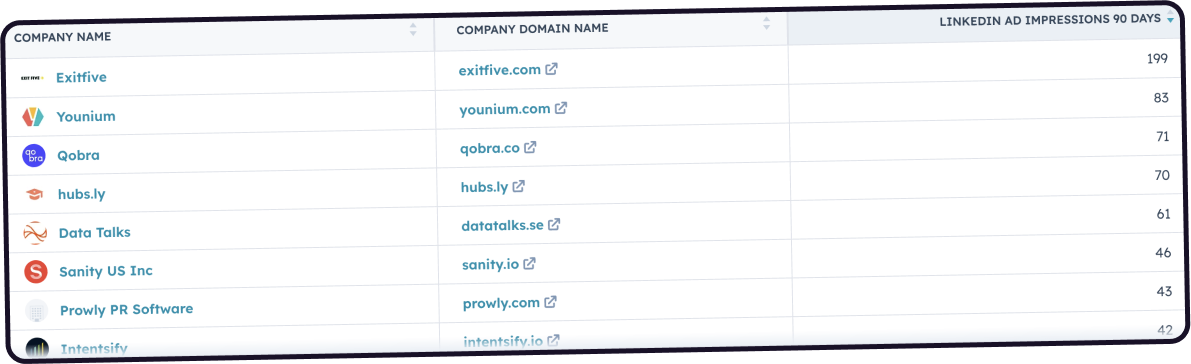 COMPANY NAME COMPANY DOMAIN NAME LINKEDIN AD IMPRESSIONS 90 DAYS
EXIT FIVE Exitfive exitfive.com 199
Younium younium.com 83
qo bra Qobra qobra.co 71
hubs.ly hubs.ly 70
Data Talks datatalks.se 61
S Sanity US Inc sanity.io 46
Prowly PR Software prowly.com 43
Intentsify intentsify.io 42